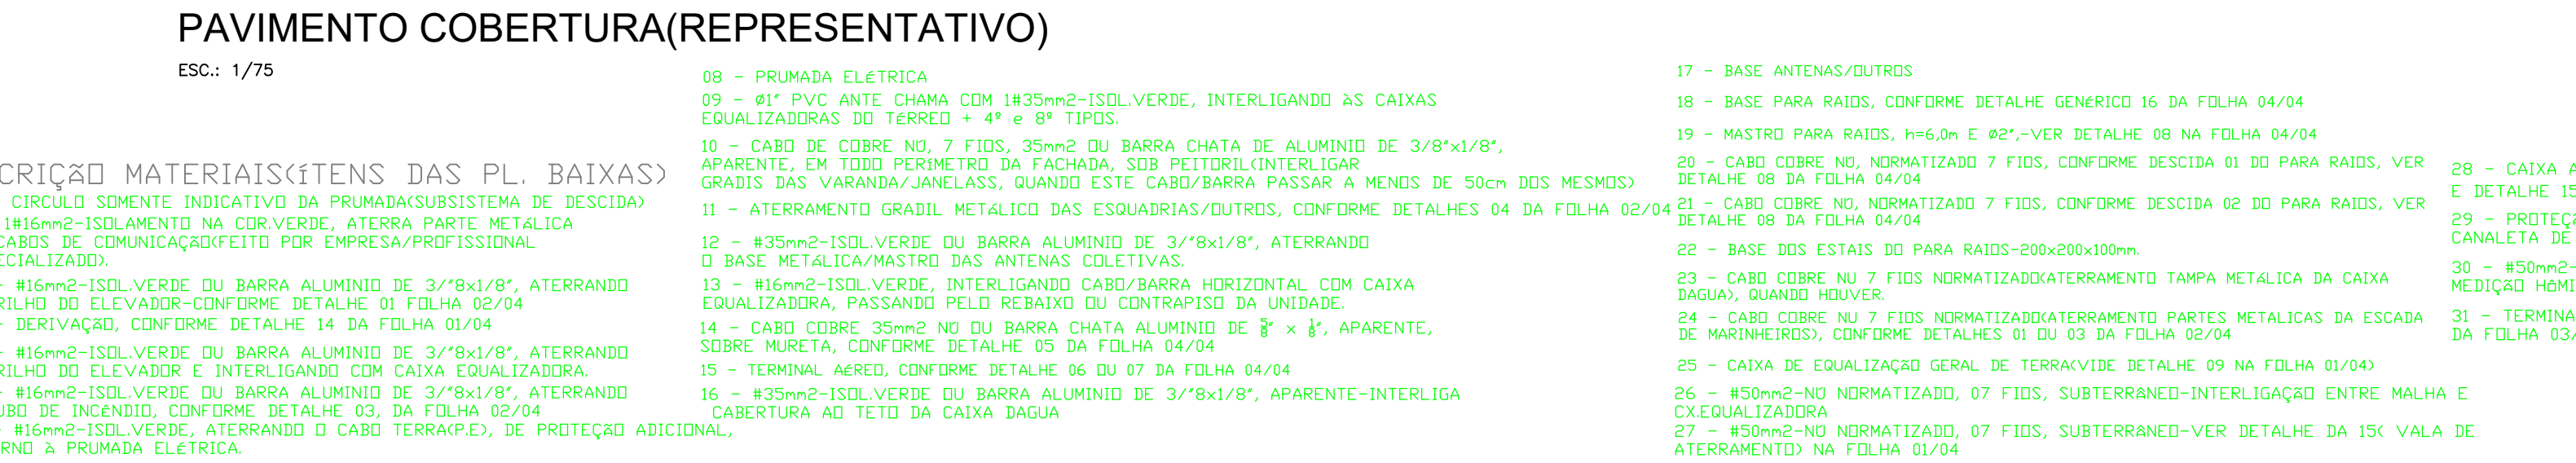 PAVIMENTO COBERTURA(REPRESENTATIVO)
ESC.: 1/75
CRIÇÃO MATERIAIS(ÍTENS DAS PL. BAIXAS)
CIRCULO SOMENTE INDICATIVO DA PRUMADA(SUBSISTEMA DE DESCIDA)
1#16mm2-ISOLAMENTO NA COR.VERDE, ATERRA PARTE METÁLICA
CABOS DE COMUNICAÇÃO(FEITO POR EMPRESA/PROFISSIONAL
ECIALIZADO).
- #16mm2-ISOL.VERDE OU BARRA ALUMINIO DE 3/"8x1/8", ATERRANDO
RILHO DO ELEVADOR-CONFORME DETALHE 01 FOLHA 02/04
- DERIVAÇÃO, CONFORME DETALHE 14 DA FOLHA 01/04
- #16mm2-ISOL.VERDE OU BARRA ALUMINIO DE 3/"8x1/8", ATERRANDO
RILHO DO ELEVADOR E INTERLIGANDO COM CAIXA EQUALIZADORA.
- #16mm2-ISOL.VERDE OU BARRA ALUMINIO DE 3/"8x1/8", ATERRANDO
UBO DE INCÊNDIO, CONFORME DETALHE 03, DA FOLHA 02/04
- #16mm2-ISOL.VERDE, ATERRANDO O CABO TERRA(P.E), DE PROTEÇÃO ADICIONAL,
RNO À PRUMADA ELÉTRICA.
08 - PRUMADA ELÉTRICA
09 - Ø1" PVC ANTE CHAMA COM 1#35mm2-ISOL.VERDE, INTERLIGANDO ÀS CAIXAS
EQUALIZADORAS DO TÉRREO + 4º e 8º TIPOS.
10 - CABO DE COBRE NÚ, 7 FIOS, 35mm2 OU BARRA CHATA DE ALUMINIO DE 3/8"x1/8",
APARENTE, EM TODO PERÍMETRO DA FACHADA, SOB PEITORIL(INTERLIGAR
GRADIS DAS VARANDA/JANELASS, QUANDO ESTE CABO/BARRA PASSAR A MENOS DE 50cm DOS MESMOS)
11 - ATERRAMENTO GRADIL METÁLICO DAS ESQUADRIAS/OUTROS, CONFORME DETALHES 04 DA FOLHA 02/04
12 - #35mm2-ISOL.VERDE OU BARRA ALUMINIO DE 3/"8x1/8", ATERRANDO
O BASE METÁLICA/MASTRO DAS ANTENAS COLETIVAS.
13 - #16mm2-ISOL.VERDE, INTERLIGANDO CABO/BARRA HORIZONTAL COM CAIXA
EQUALIZADORA, PASSANDO PELO REBAIXO OU CONTRAPISO DA UNIDADE.
14 - CABO COBRE 35mm2 NÚ OU BARRA CHATA ALUMINIO DE 5/8" x 1/8", APARENTE,
SOBRE MURETA, CONFORME DETALHE 05 DA FOLHA 04/04
15 - TERMINAL AÉREO, CONFORME DETALHE 06 OU 07 DA FOLHA 04/04
16 - #35mm2-ISOL.VERDE OU BARRA ALUMINIO DE 3/"8x1/8", APARENTE-INTERLIGA
CABERTURA AO TETO DA CAIXA DAGUA
17 - BASE ANTENAS/OUTROS
18 - BASE PARA RAIOS, CONFORME DETALHE GENÉRICO 16 DA FOLHA 04/04
19 - MASTRO PARA RAIOS, h=6,0m E Ø2",-VER DETALHE 08 NA FOLHA 04/04
20 - CABO COBRE NÚ, NORMATIZADO 7 FIOS, CONFORME DESCIDA 01 DO PARA RAIOS, VER
DETALHE 08 DA FOLHA 04/04
21 - CABO COBRE NÚ, NORMATIZADO 7 FIOS, CONFORME DESCIDA 02 DO PARA RAIOS, VER
DETALHE 08 DA FOLHA 04/04
22 - BASE DOS ESTAIS DO PARA RAIOS-200x200x100mm.
23 - CABO COBRE NU 7 FIOS NORMATIZADO(ATERRAMENTO TAMPA METÁLICA DA CAIXA
DAGUA), QUANDO HOUVER.
24 - CABO COBRE NU 7 FIOS NORMATIZADO(ATERRAMENTO PARTES METALICAS DA ESCADA
DE MARINHEIROS), CONFORME DETALHES 01 OU 03 DA FOLHA 02/04
25 - CAIXA DE EQUALIZAÇÃO GERAL DE TERRA(VIDE DETALHE 09 NA FOLHA 01/04)
26 - #50mm2-NÚ NORMATIZADO, 07 FIOS, SUBTERRÂNEO-INTERLIGAÇÃO ENTRE MALHA E
CX.EQUALIZADORA
27 - #50mm2-NÚ NORMATIZADO, 07 FIOS, SUBTERRÂNEO-VER DETALHE DA 15( VALA DE
ATERRAMENTO) NA FOLHA 01/04
28 - CAIXA A
E DETALHE 15
29 - PROTEÇÃ
CANALETA DE
30 - #50mm2-
MEDIÇÃO HÔMI
31 - TERMINA
DA FOLHA 03/